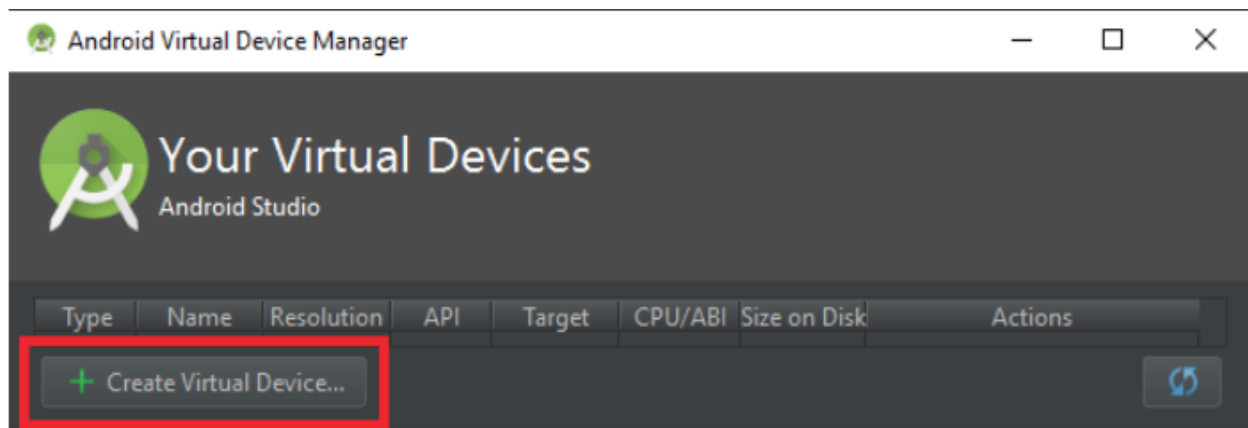 Android Virtual Device Manager
Your Virtual Devices
Android Studio
Type Name Resolution API Target CPU/ABI Size on Disk Actions
Create Virtual Device...